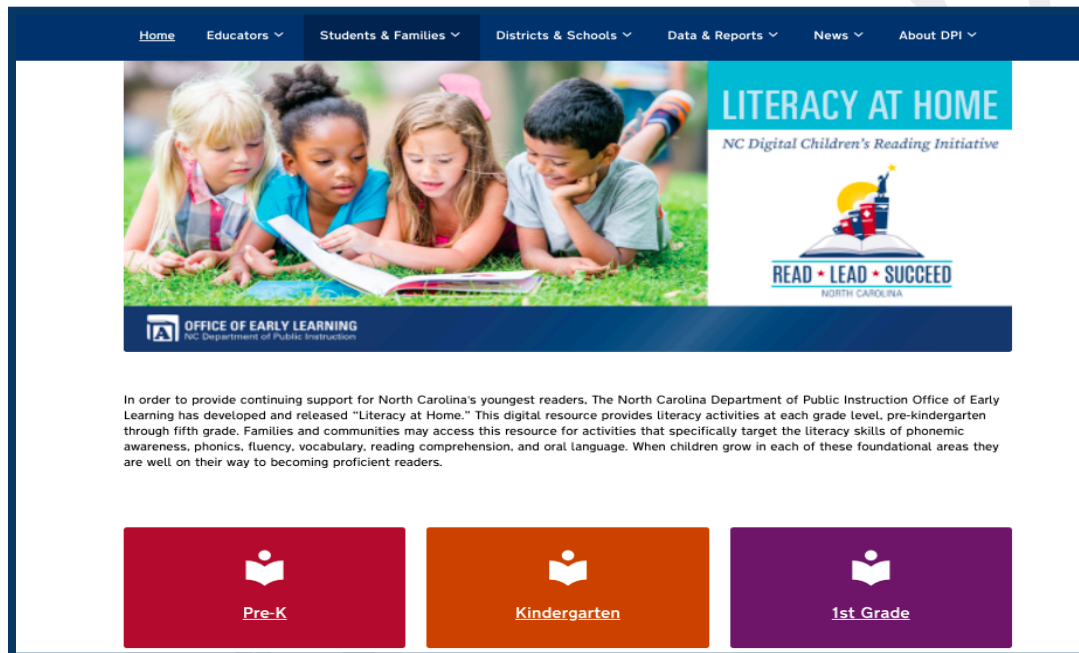 Home Educators Students & Families Districts & Schools Data & Reports News About DPI
LITERACY AT HOME
NC Digital Children's Reading Initiative
READ ★ LEAD ★ SUCCEED
NORTH CAROLINA
A OFFICE OF EARLY LEARNING
NC Department of Public Instruction
In order to provide continuing support for North Carolina's youngest readers, The North Carolina Department of Public Instruction Office of Early
Learning has developed and released “Literacy at Home.” This digital resource provides literacy activities at each grade level, pre-kindergarten
through fifth grade. Families and communities may access this resource for activities that specifically target the literacy skills of phonemic
awareness, phonics, fluency, vocabulary, reading comprehension, and oral language. When children grow in each of these foundational areas they
are well on their way to becoming proficient readers.
Pre-K Kindergarten 1st Grade